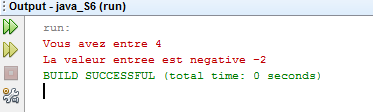 Output - java_S6 (run)
run:
Vous avez entre 4
La valeur entree est negative -2
BUILD SUCCESSFUL (total time: 0 seconds)